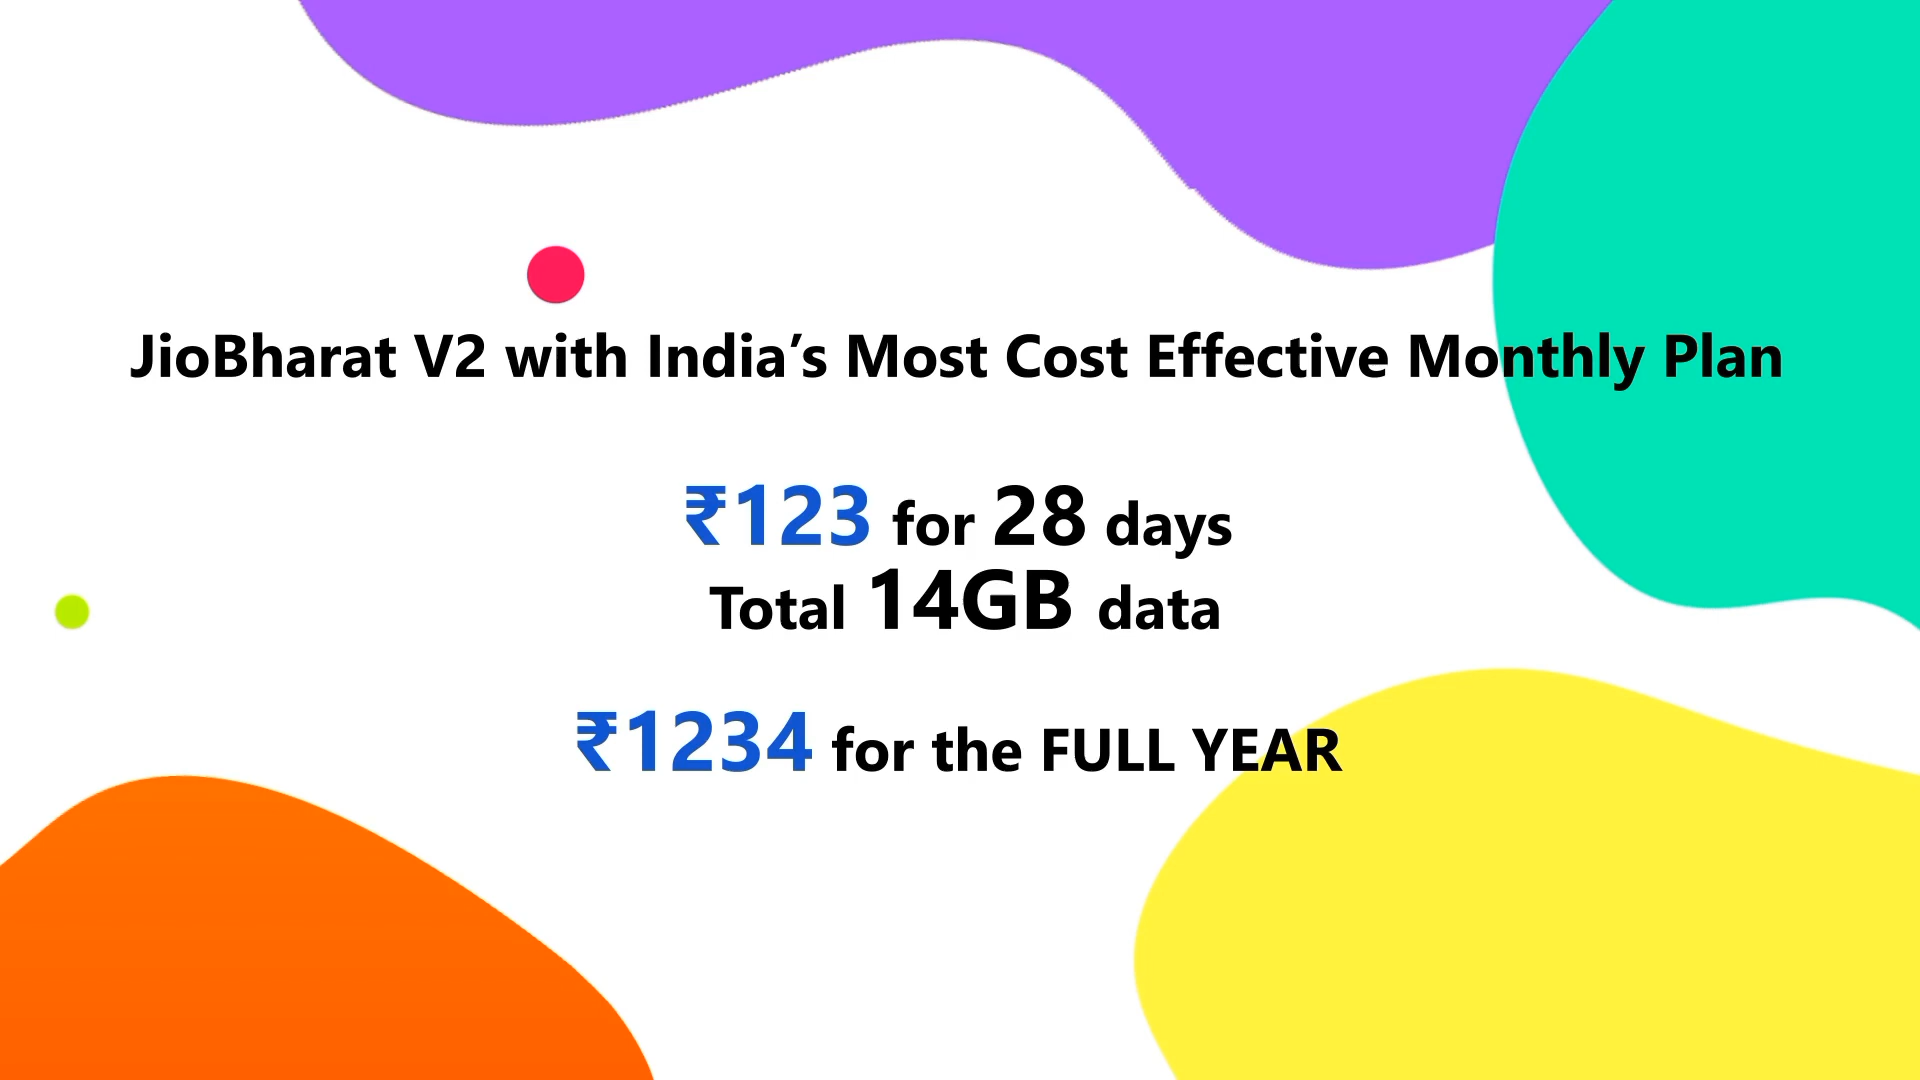 JioBharat V2 with India’s Most Cost Effective Monthly Plan
₹123 for 28 days
Total 14GB data
₹1234 for the FULL YEAR